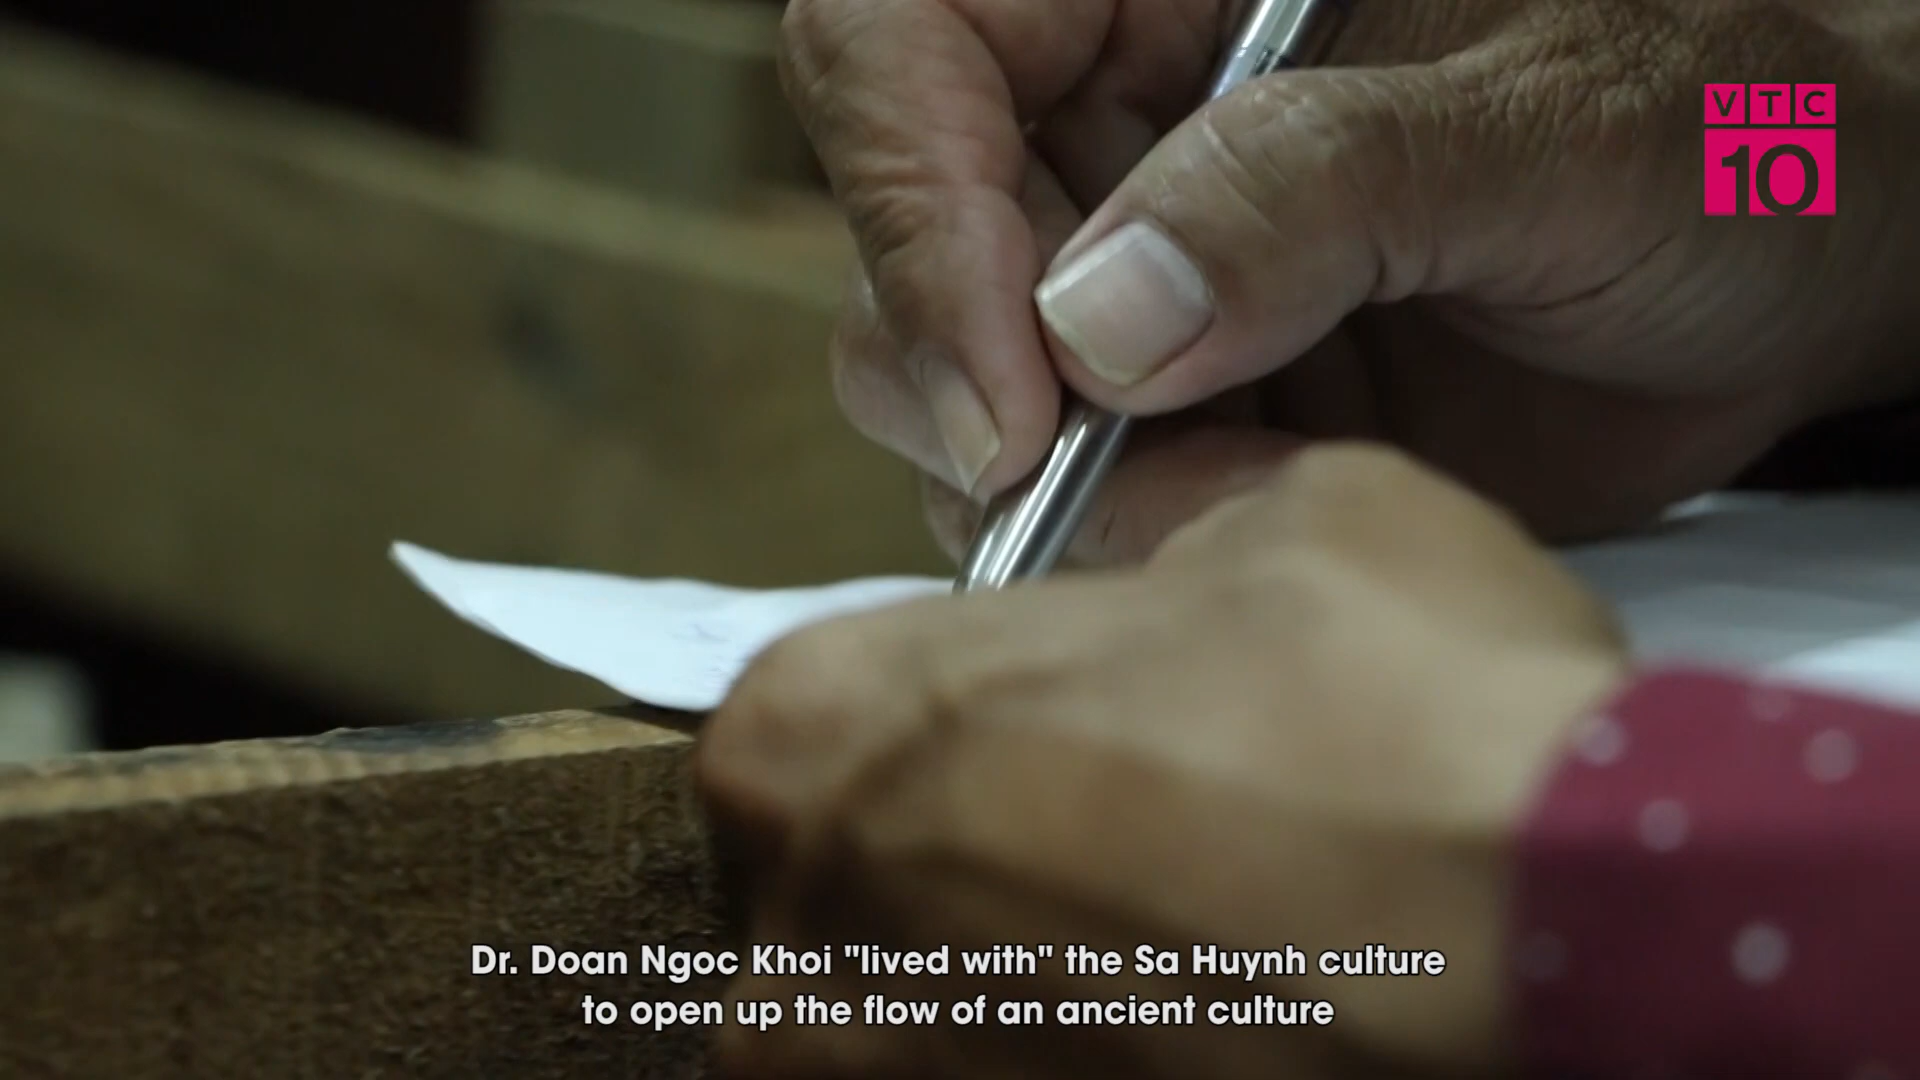 VTC
10
Dr. Doan Ngoc Khoi "lived with" the Sa Huynh culture
to open up the flow of an ancient culture